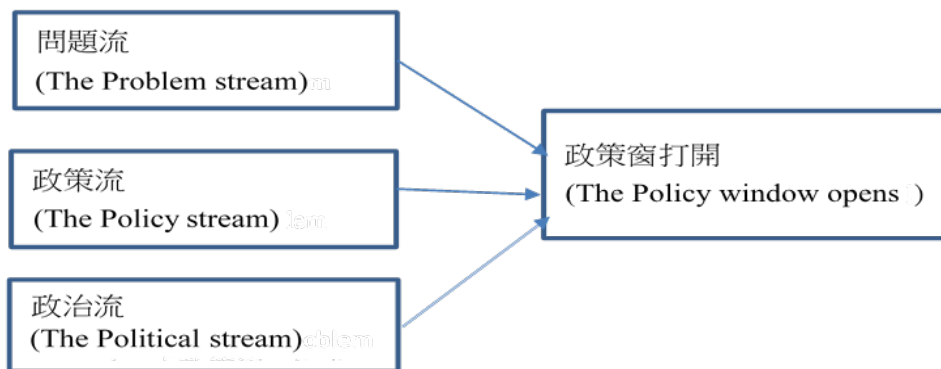 問題流
(The Problem stream)
政策流
(The Policy stream)
政治流
(The Political stream)
政策窗打開
(The Policy window opens )